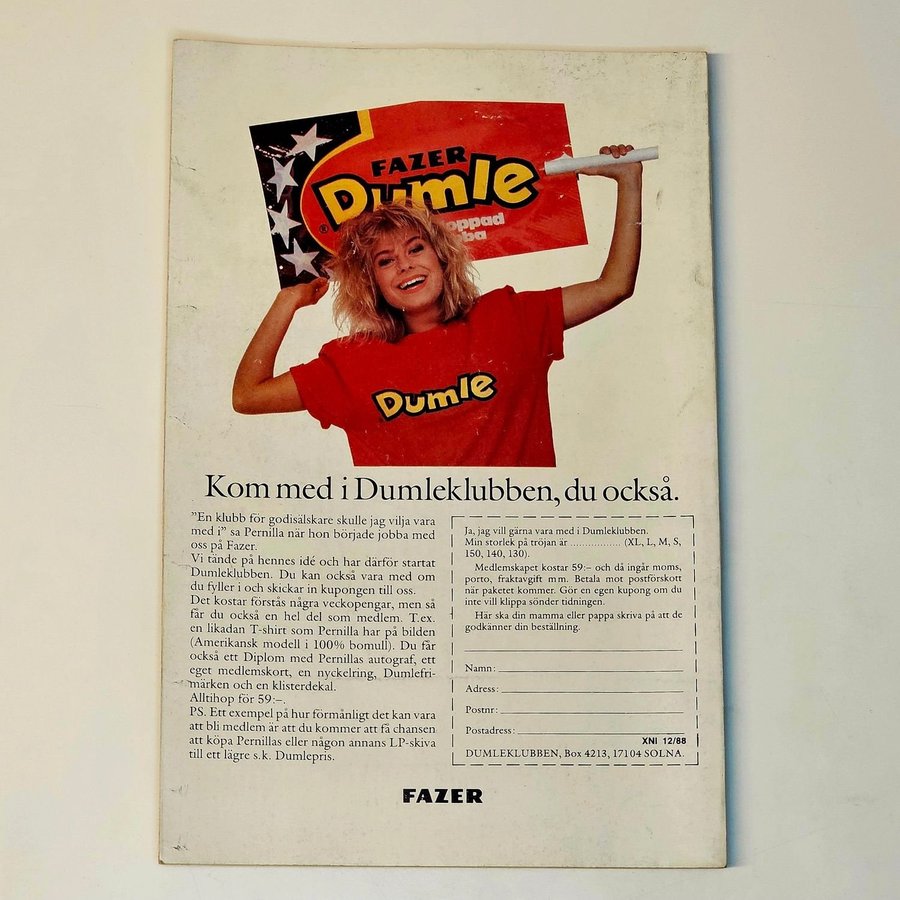 FAZER
Dumle
®
oppad
ba
Dumle
Kom med i Dumleklubben, du också.
”En klubb för godisälskare skulle jag vilja vara
med i” sa Pernilla när hon började jobba med
oss på Fazer.
Vi tände på hennes idé och har därför startat
Dumleklubben. Du kan också vara med om
du fyller i och skickar in kupongen till oss.
Det kostar förstås några veckopengar, men så
får du också en hel del som medlem. T.ex.
en likadan T-shirt som Pernilla har på bilden
(Amerikansk modell i 100% bomull). Du får
också ett Diplom med Pernillas autograf, ett
eget medlemskort, en nyckelring, Dumlefri-
märken och en klisterdekal.
Alltihop för 59:–.
PS. Ett exempel på hur förmånligt det kan vara
att bli medlem är att du kommer att få chansen
att köpa Pernillas eller någon annans LP-skiva
till ett lägre s.k. Dumlepris.
Ja, jag vill gärna vara med i Dumleklubben.
Min storlek på tröjan är ................. (XL, L, M, S,
150, 140, 130).
Medlemskapet kostar 59:– och då ingår moms,
porto, fraktavgift m m. Betala mot postförskott
när paketet kommer. Gör en egen kupong om du
inte vill klippa sönder tidningen.
Här ska din mamma eller pappa skriva på att de
godkänner din beställning.
Namn:
Adress:
Postnr:
Postadress:
XNI 12/88
DUMLEKLUBBEN, Box 4213, 17104 SOLNA.
FAZER